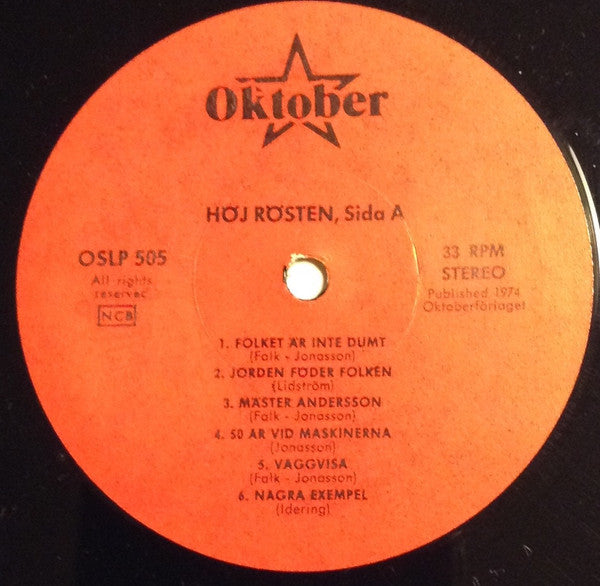 Oktober
HÖJ RÖSTEN, Sida A
OSLP 505
All rights
reserved
NCB
33 RPM
STEREO
Published 1974
Oktoberförlaget
1. FOLKET ÄR INTE DUMT
(Falk - Jonasson)
2. JORDEN FÖDER FOLKEN
(Lidström)
3. MÄSTER ANDERSSON
(Falk - Jonasson)
4. 50 ÅR VID MASKINERNA
(Jonasson)
5. VAGGVISA
(Falk - Jonasson)
6. NÅGRA EXEMPEL
(Idering)